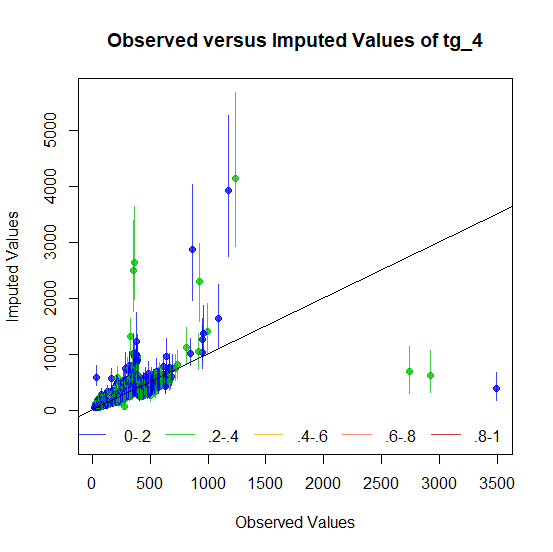 Observed versus Imputed Values of tg_4
Imputed Values
5000
4000
3000
2000
1000
0
0-.2 .2-.4 .4-.6 .6-.8 .8-1
0 500 1000 1500 2000 2500 3000 3500
Observed Values